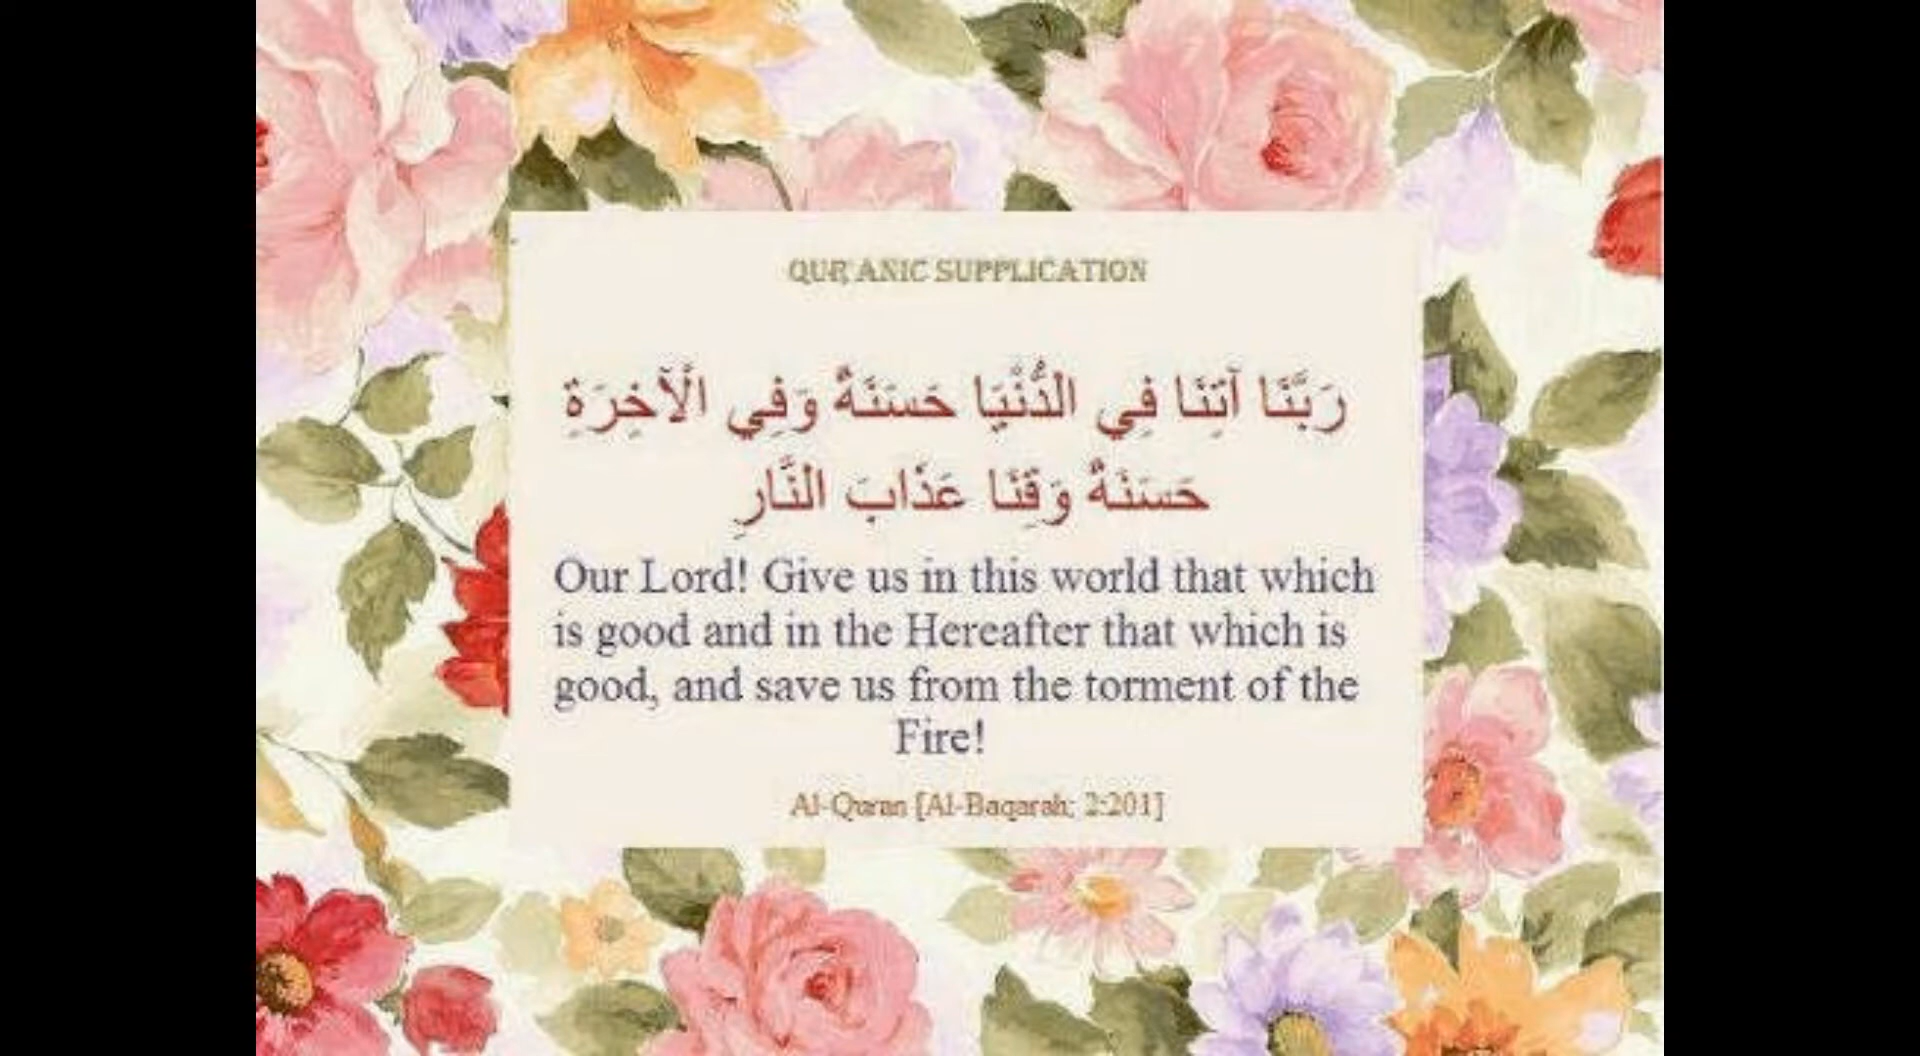 QUR'ANIC SUPPLICATION
رَبَّنَا آتِنَا فِي الدُّنْيَا حَسَنَةً وَفِي الْآخِرَةِ
حَسَنَةً وَقِنَا عَذَابَ النَّارِ
Our Lord! Give us in this world that which
is good and in the Hereafter that which is
good, and save us from the torment of the
Fire!
Al-Quran [Al-Baqarah; 2:201]